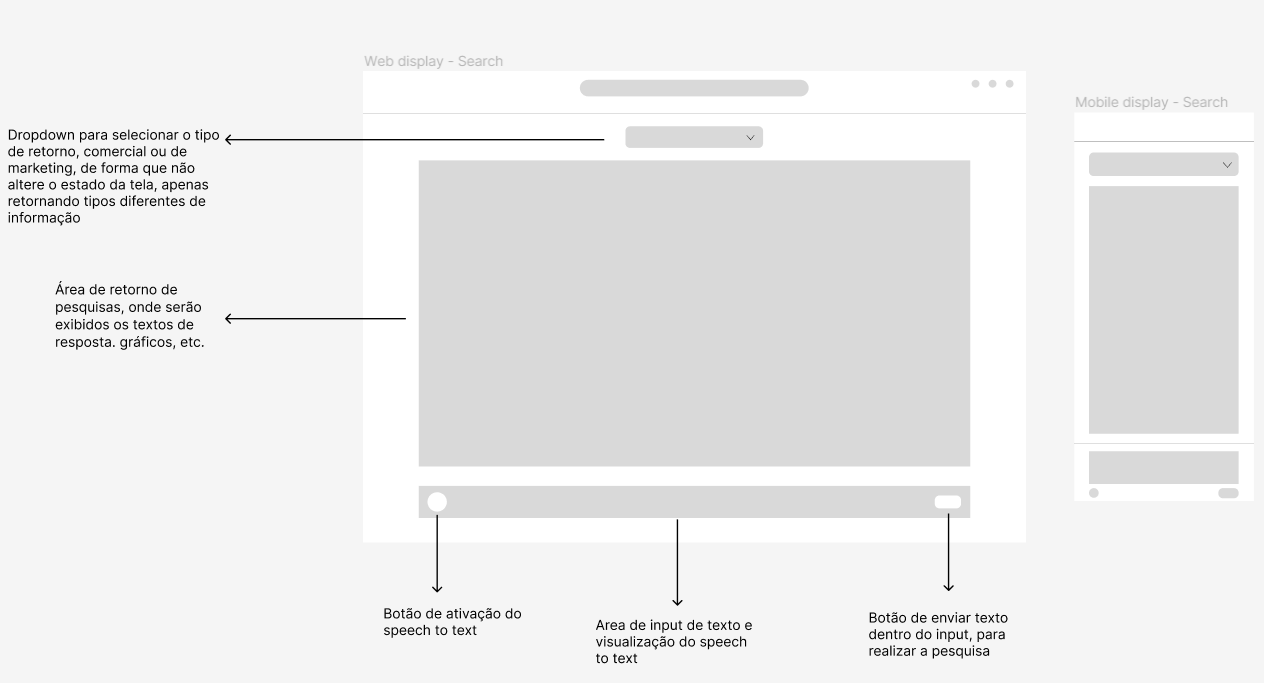 Web display - Search
Mobile display - Search
Dropdown para selecionar o tipo
de retorno, comercial ou de
marketing, de forma que não
altere o estado da tela, apenas
retornando tipos diferentes de
informação
Área de retorno de
pesquisas, onde serão
exibidos os textos de
resposta. gráficos, etc.
Botão de ativação do
speech to text
Area de input de texto e
visualização do speech
to text
Botão de enviar texto
dentro do input, para
realizar a pesquisa